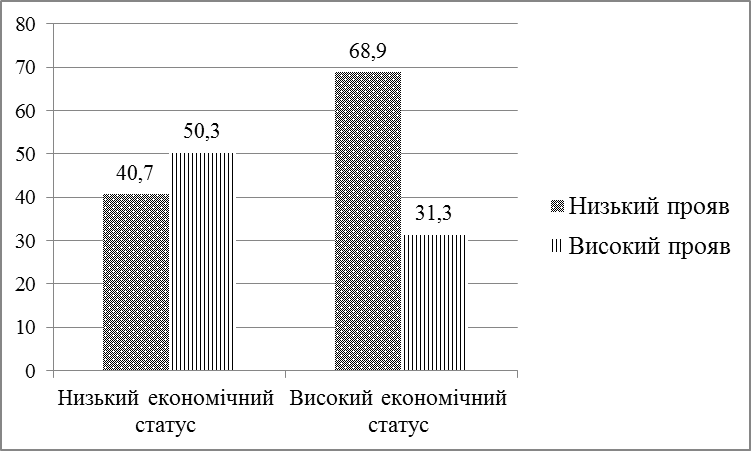 80
70
60
50
40
30
20
10
0
40,7
50,3
68,9
31,3
Низький економічний
статус
Високий економічний
статус
Низький прояв
Високий прояв